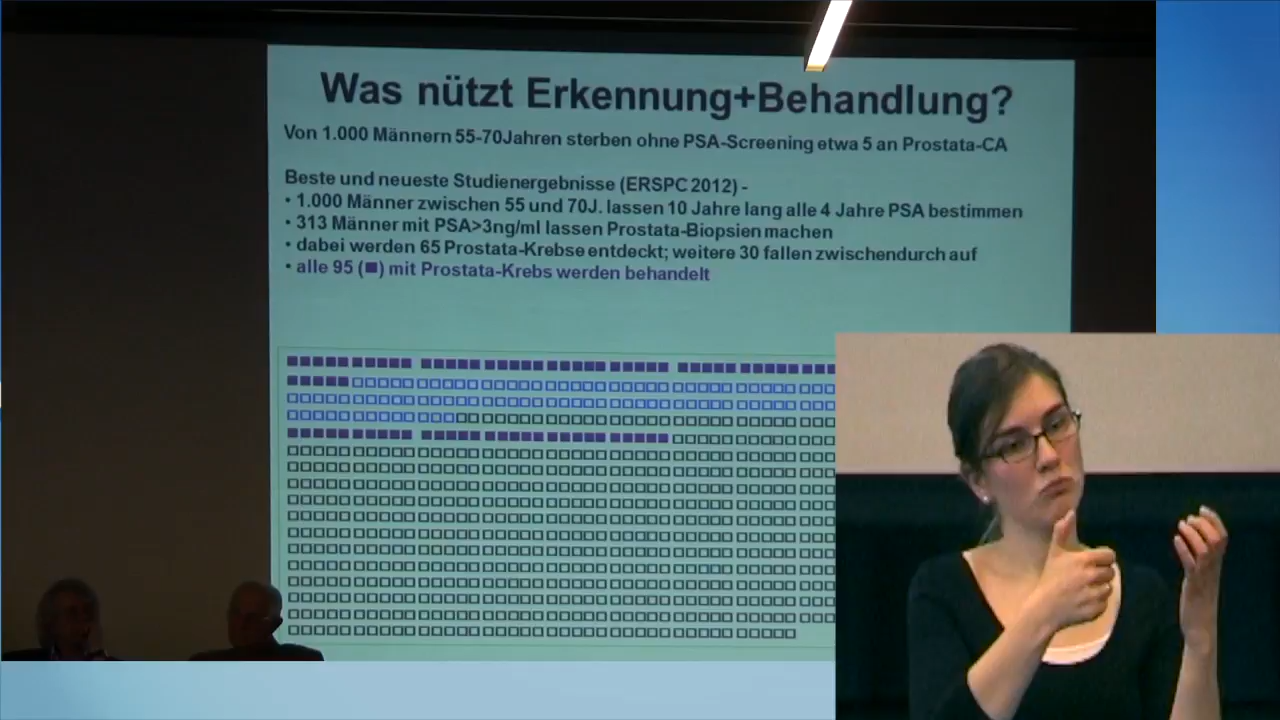 Was nützt Erkennung+Behandlung?
Von 1.000 Männern 55-70Jahren sterben ohne PSA-Screening etwa 5 an Prostata-CA
Beste und neueste Studienergebnisse (ERSPC 2012) -
• 1.000 Männer zwischen 55 und 70J. lassen 10 Jahre lang alle 4 Jahre PSA bestimmen
• 313 Männer mit PSA>3ng/ml lassen Prostata-Biopsien machen
• dabei werden 65 Prostata-Krebse entdeckt; weitere 30 fallen zwischendurch auf
• alle 95 (■) mit Prostata-Krebs werden behandelt